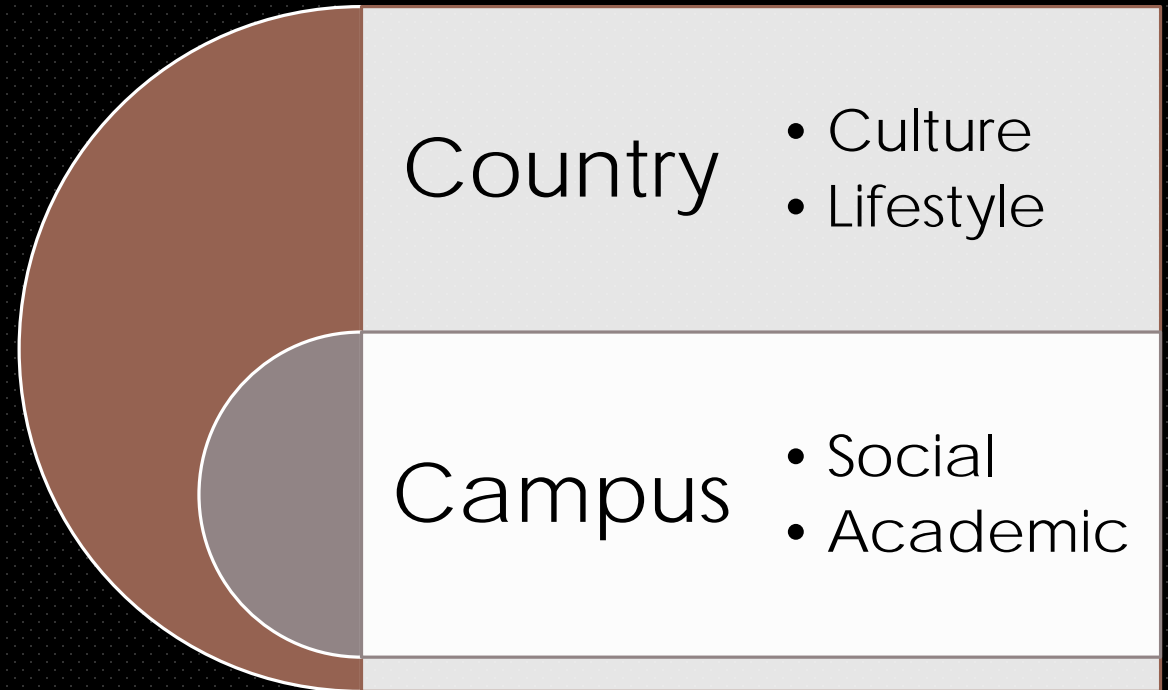 Country
• Culture
• Lifestyle
Campus
• Social
• Academic